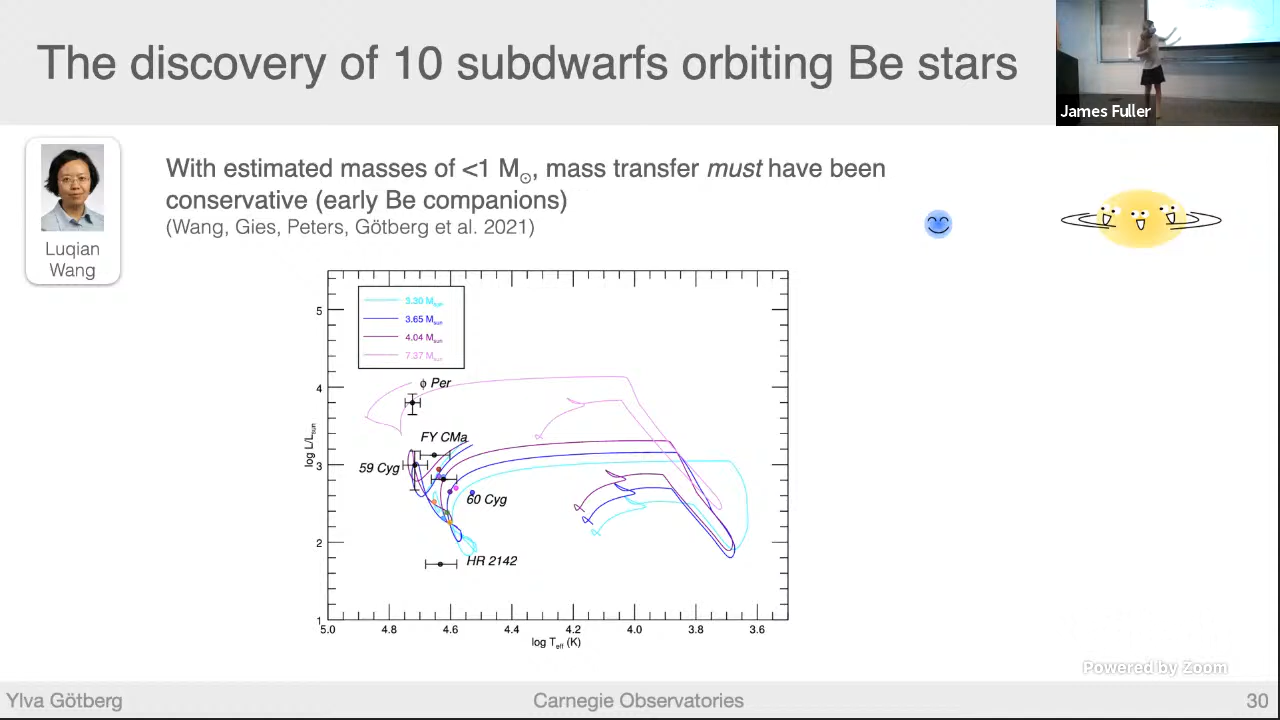 The discovery of 10 subdwarfs orbiting Be stars
James Fuller
Luqian
Wang
With estimated masses of <1 M☉, mass transfer must have been
conservative (early Be companions)
(Wang, Gies, Peters, Götberg et al. 2021)
3.30 Msun
3.65 Msun
4.04 Msun
7.37 Msun
φ Per
FY CMa
59 Cyg
60 Cyg
HR 2142
log L/Lsun
5
4
3
2
1
5.0 4.8 4.6 4.4 4.2 4.0 3.8 3.6
log Teff (K)
Powered by Zoom
Ylva Götberg
Carnegie Observatories
30